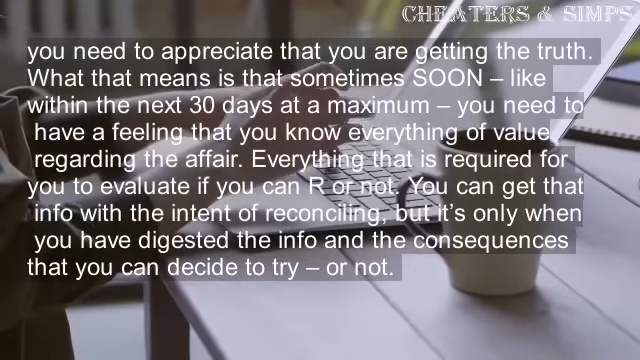 CHEATERS & SIMPS
you need to appreciate that you are getting the truth.
What that means is that sometimes SOON – like
within the next 30 days at a maximum – you need to
have a feeling that you know everything of value
regarding the affair. Everything that is required for
you to evaluate if you can R or not. You can get that
info with the intent of reconciling, but it’s only when
you have digested the info and the consequences
that you can decide to try – or not.